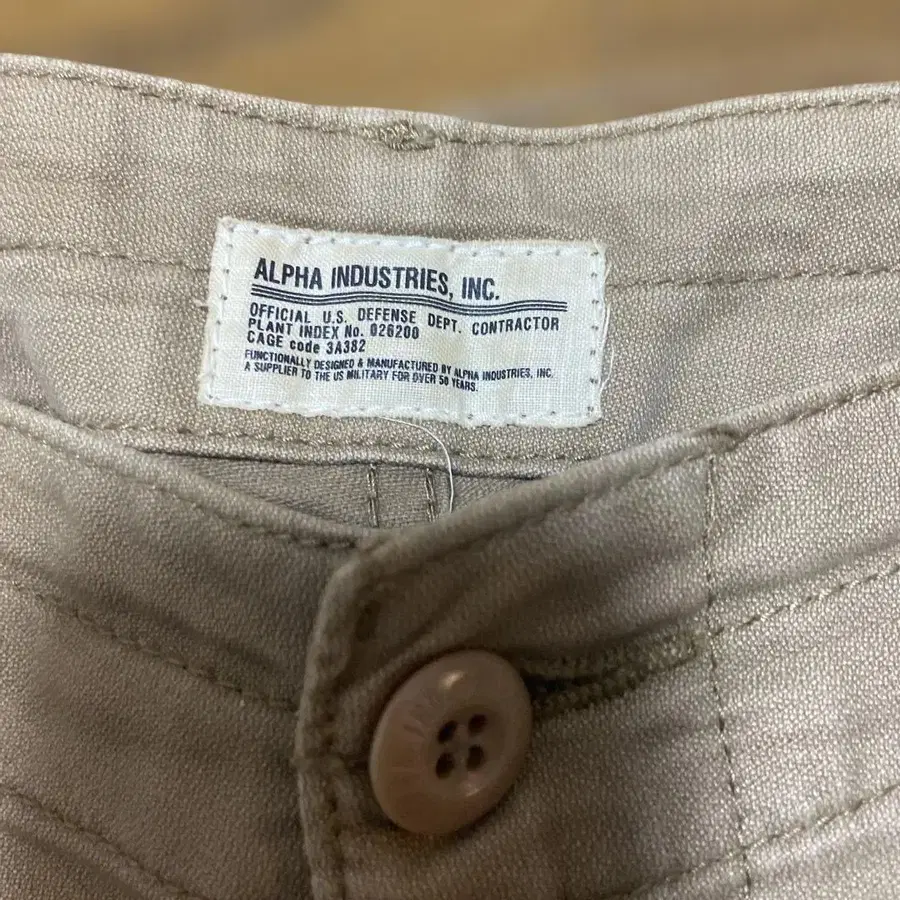 ALPHA INDUSTRIES, INC.
OFFICIAL U.S. DEFENSE DEPT. CONTRACTOR
PLANT INDEX No. 026200
CAGE code 3A382
FUNCTIONALLY DESIGNED & MANUFACTURED BY ALPHA INDUSTRIES, INC.
A SUPPLIER TO THE US MILITARY FOR OVER 50 YEARS.